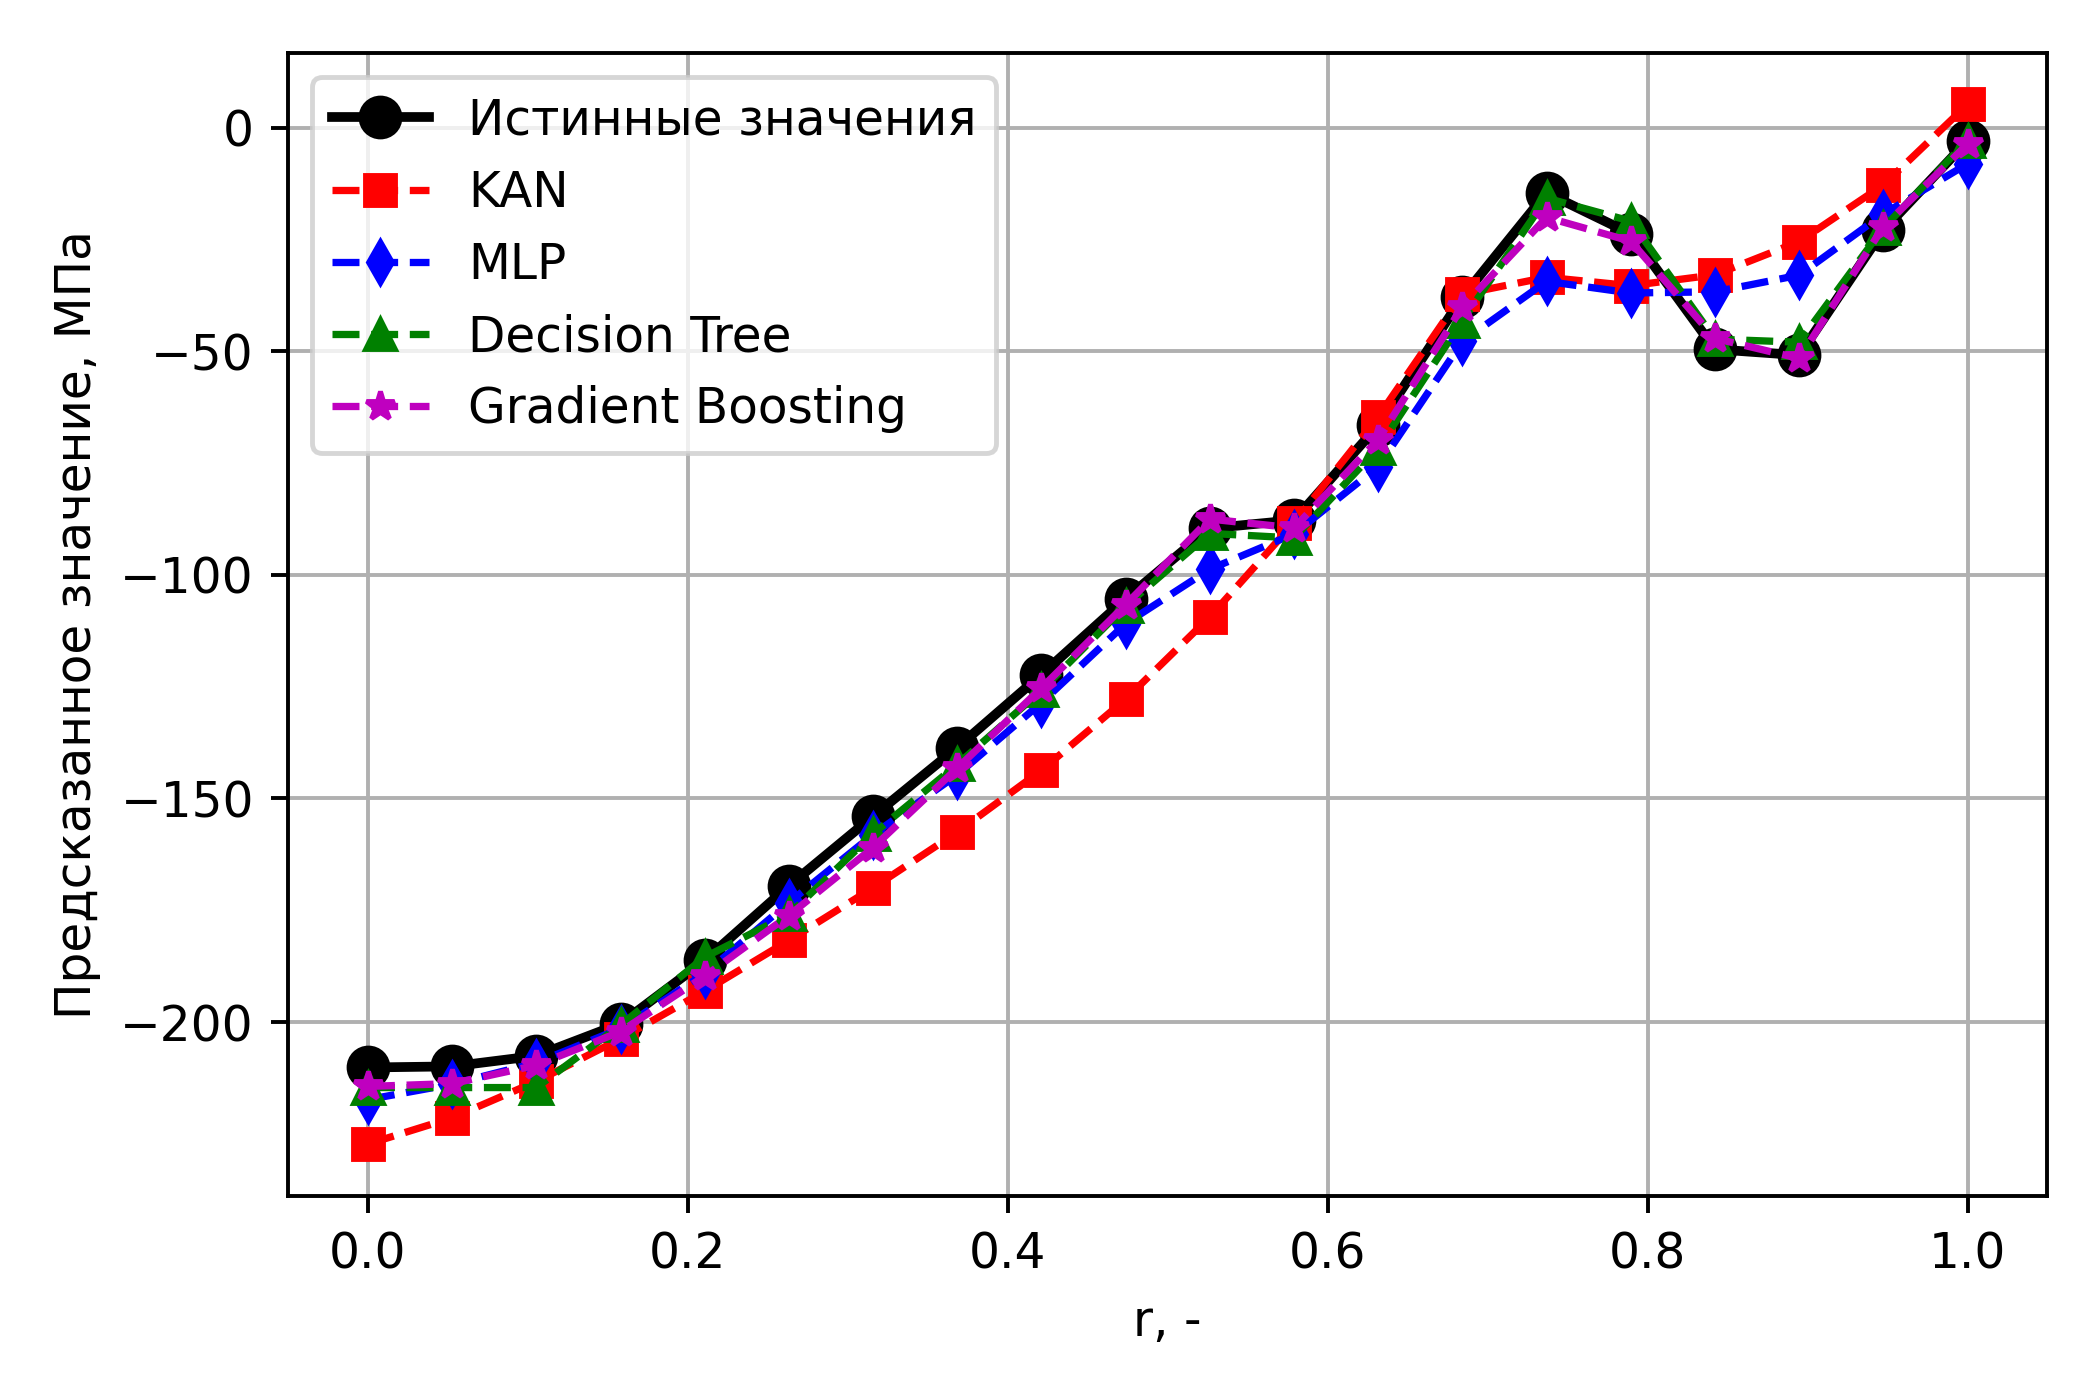 Истинные значения
KAN
MLP
Decision Tree
Gradient Boosting
Предсказанное значение, МПа
0
−50
−100
−150
−200
0.0 0.2 0.4 0.6 0.8 1.0
r, -